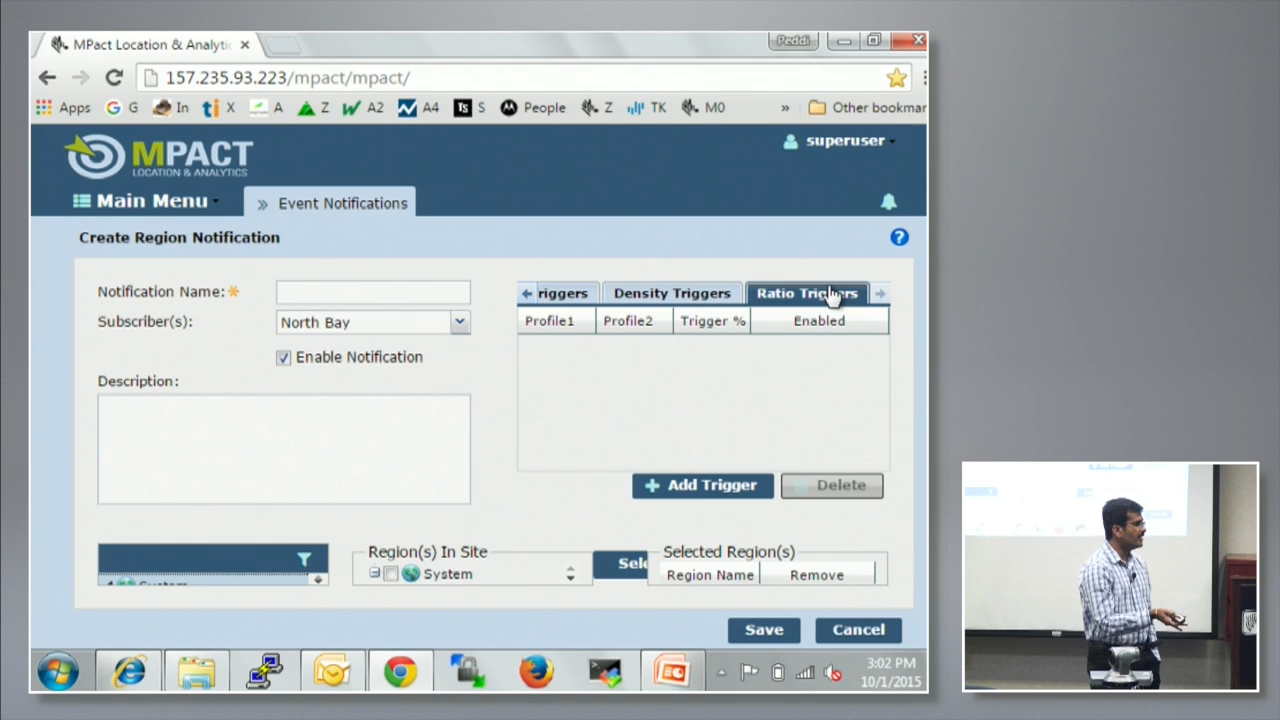 MPact Location & Analytic
Peddi
157.235.93.223/mpact/mpact/
Apps G In X A Z A2 A4 TS S People Z TK M0 » Other bookmar
MPACT
LOCATION & ANALYTICS
superuser
Main Menu
Event Notifications
Create Region Notification
Notification Name:*
Subscriber(s):
North Bay
Enable Notification
Description:
riggers
Density Triggers
Ratio Triggers
Profile1 Profile2 Trigger % Enabled
+ Add Trigger
Delete
System
Region(s) In Site
System
Sele
Selected Region(s)
Region Name Remove
Save
Cancel
3:02 PM
10/1/2015